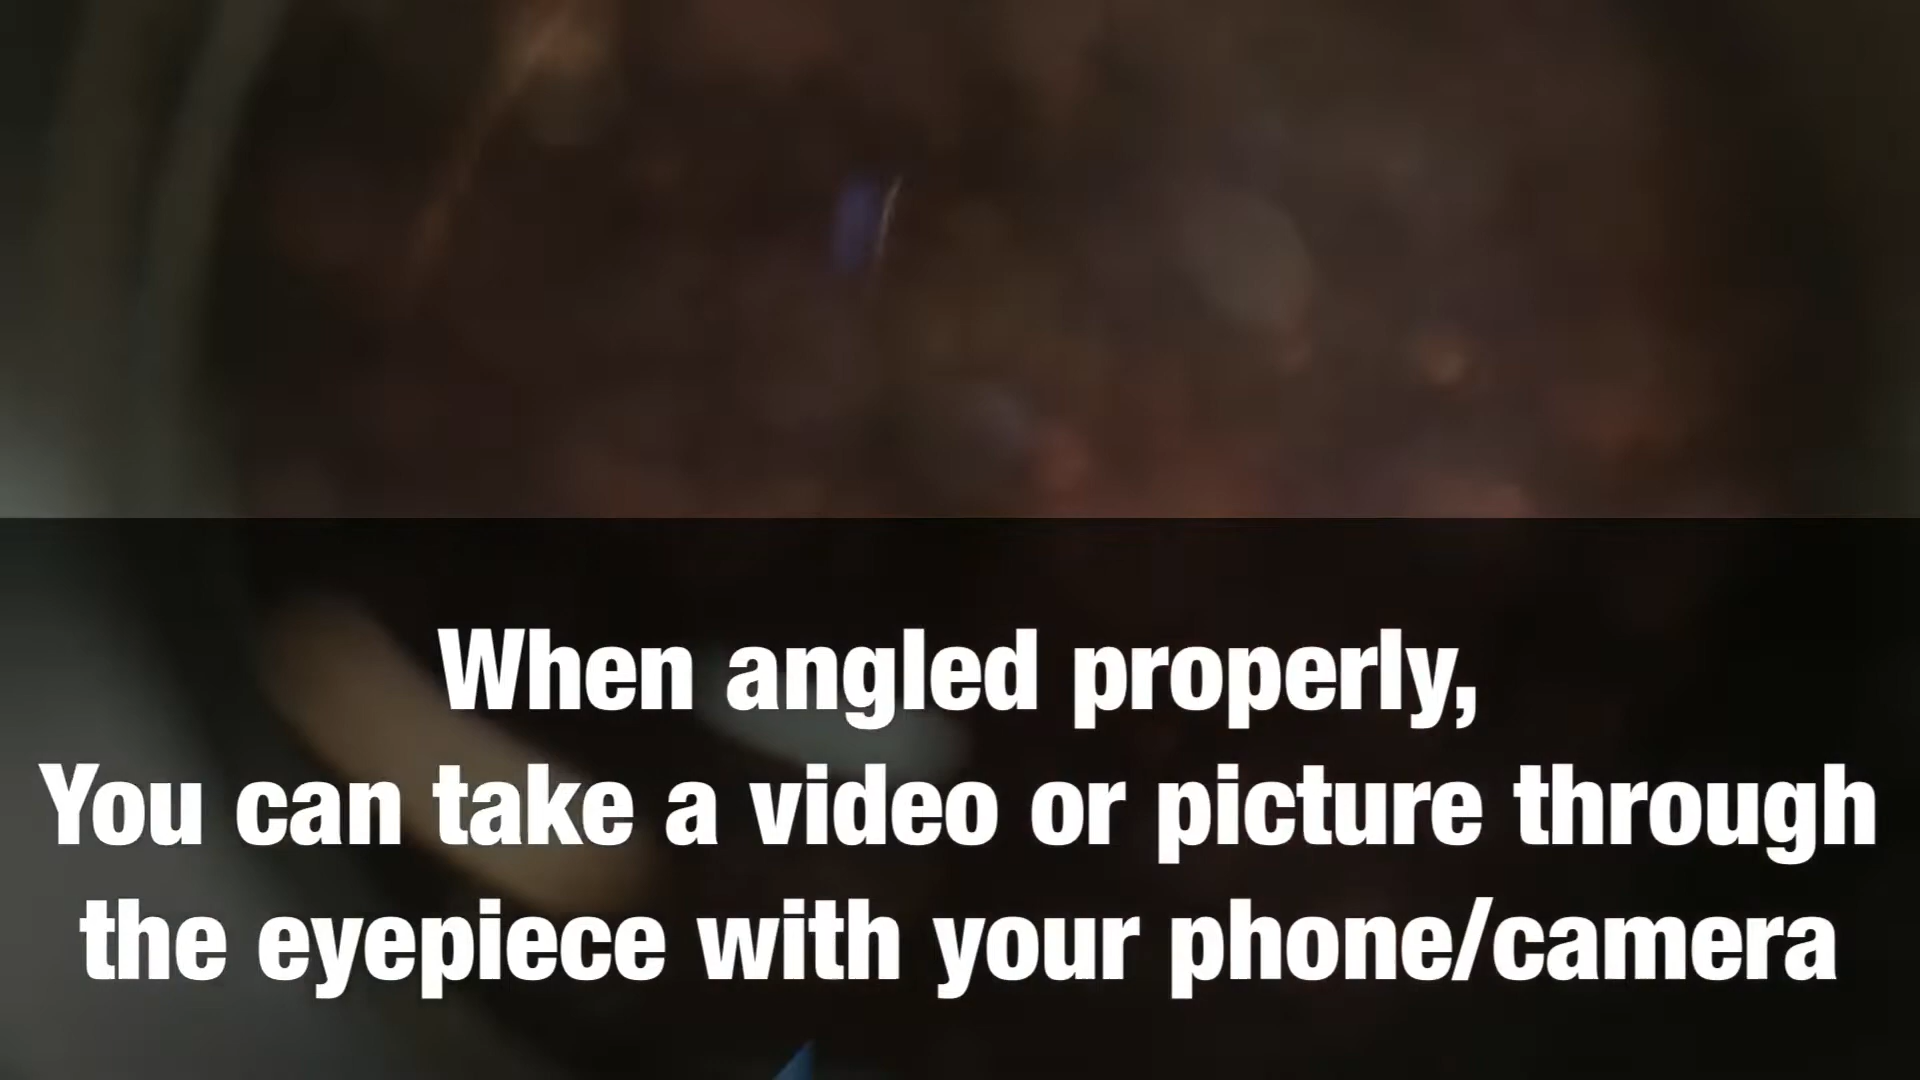 When angled properly,
You can take a video or picture through
the eyepiece with your phone/camera